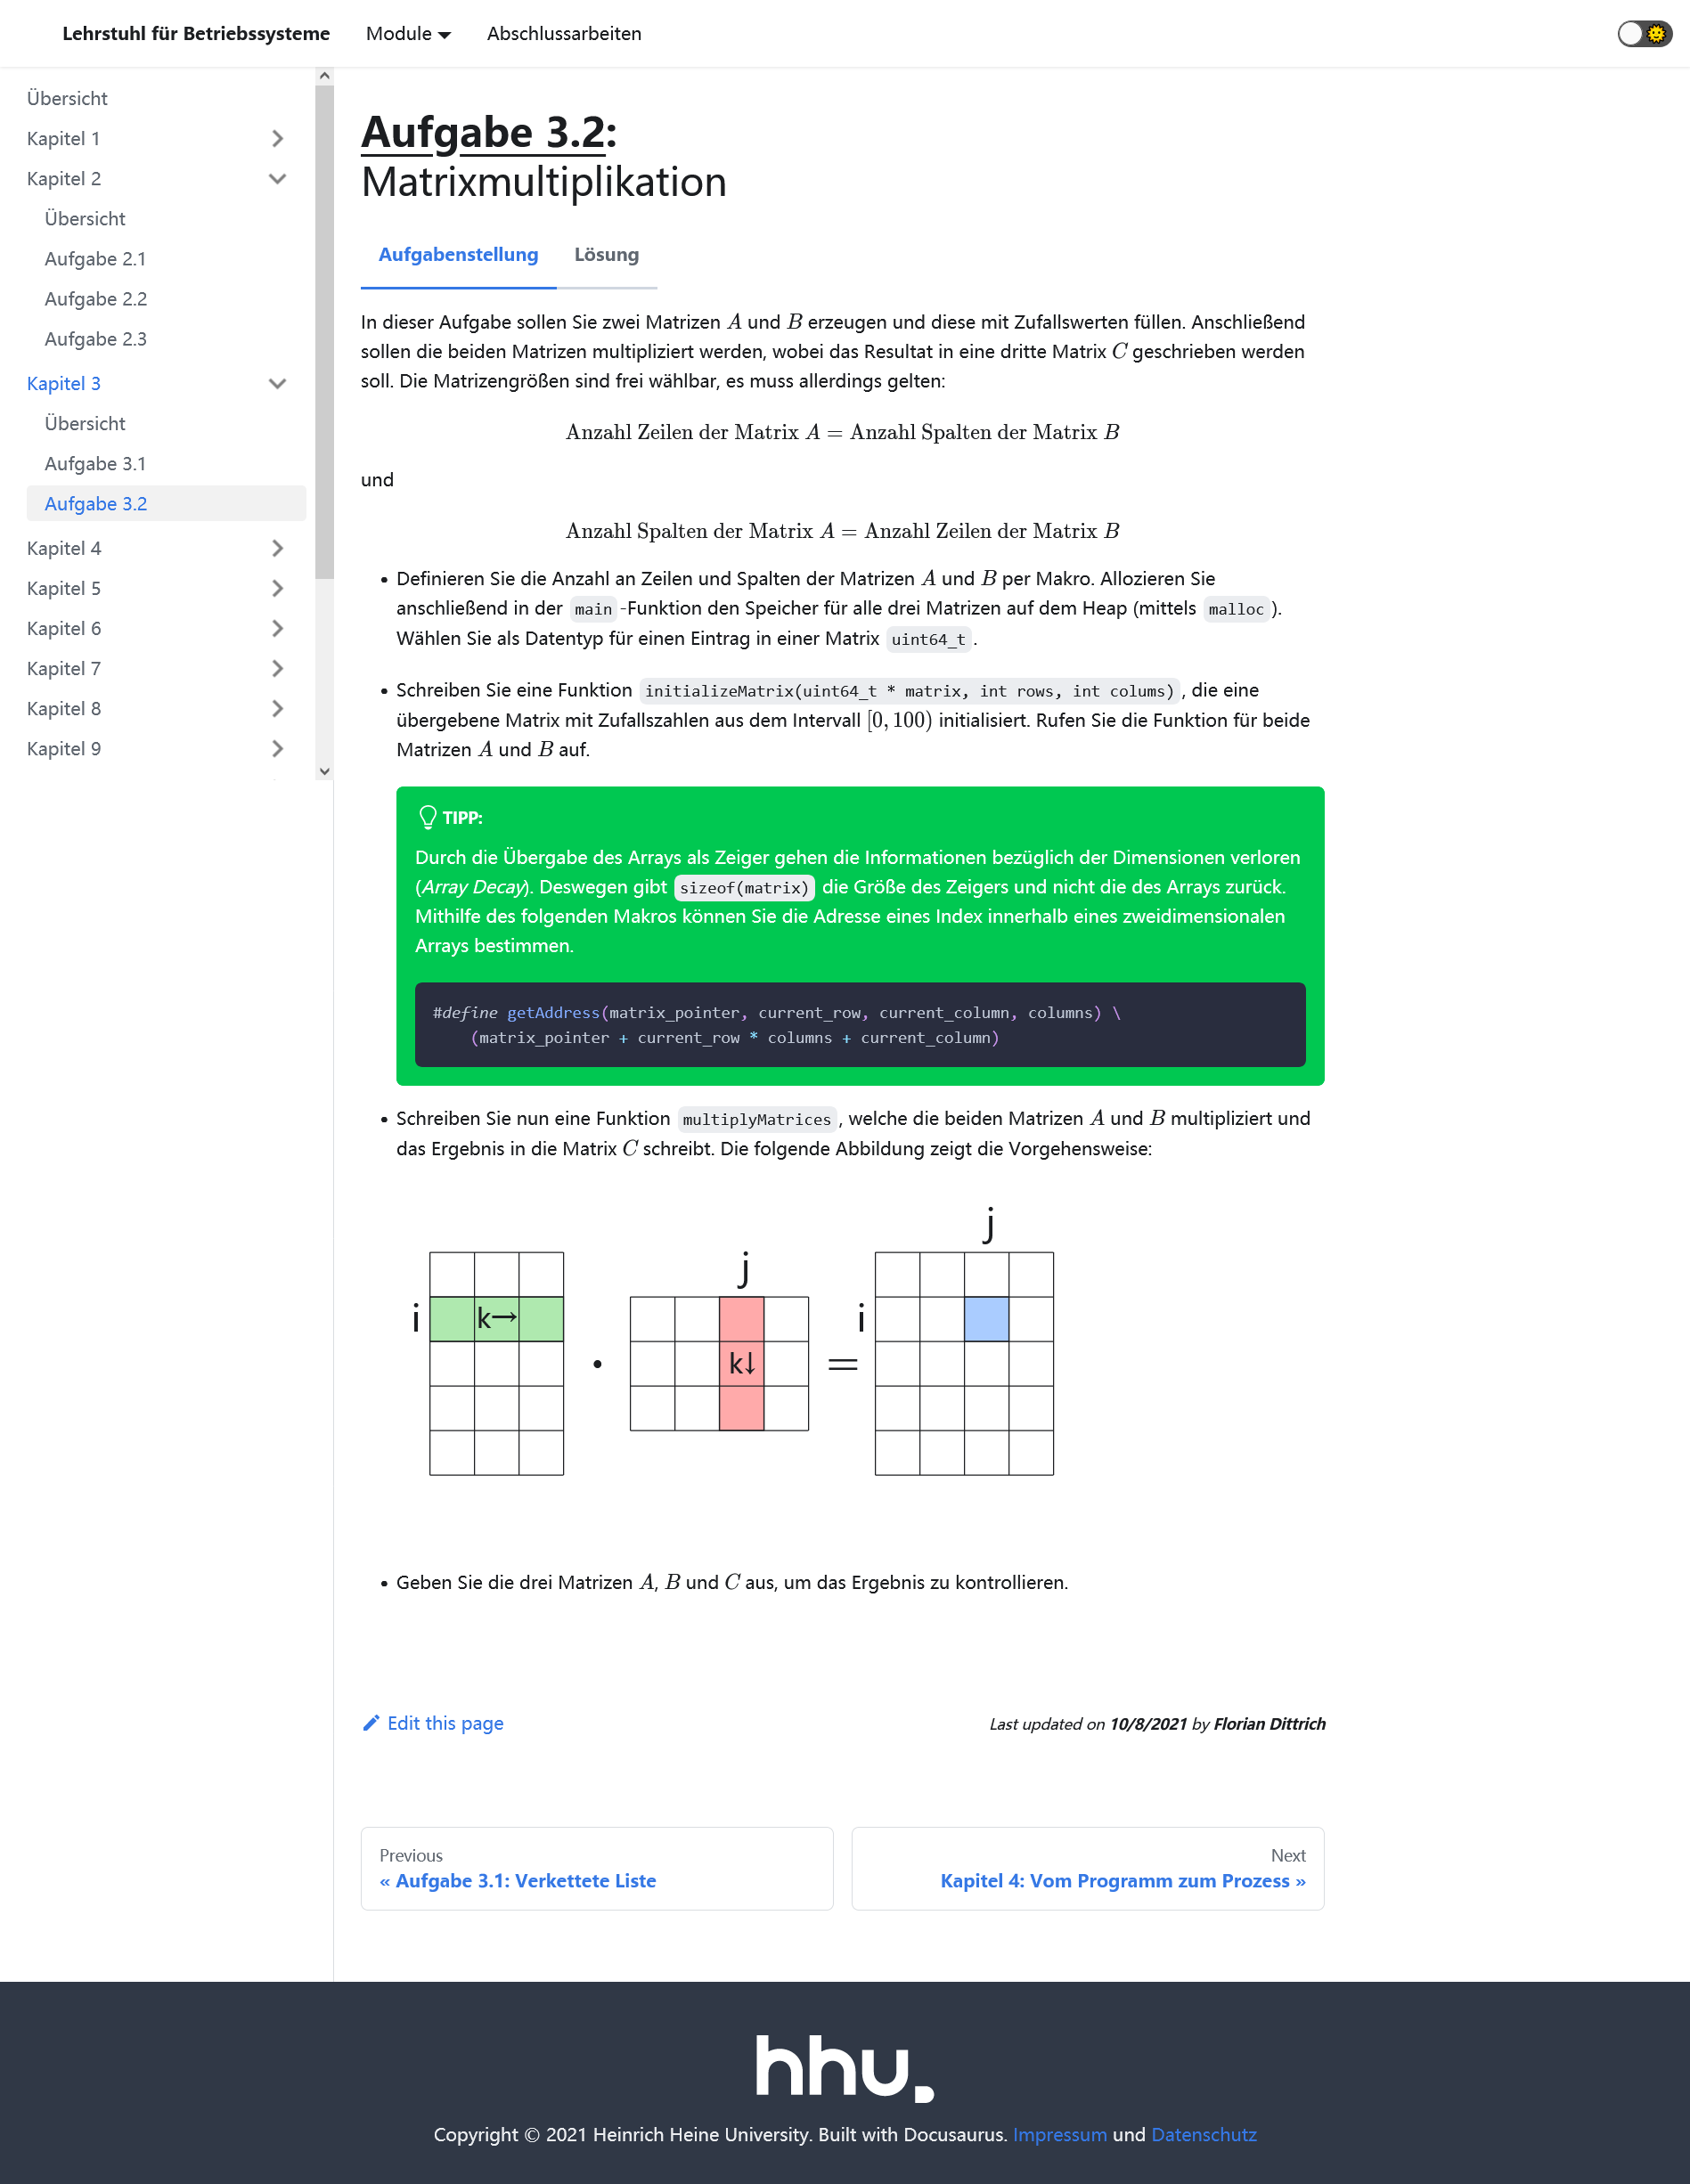 Lehrstuhl für Betriebssysteme Module Abschlussarbeiten
Übersicht
Kapitel 1
Kapitel 2
Übersicht
Aufgabe 2.1
Aufgabe 2.2
Aufgabe 2.3
Kapitel 3
Übersicht
Aufgabe 3.1
Aufgabe 3.2
Kapitel 4
Kapitel 5
Kapitel 6
Kapitel 7
Kapitel 8
Kapitel 9
Aufgabe 3.2:
Matrixmultiplikation
Aufgabenstellung Lösung
In dieser Aufgabe sollen Sie zwei Matrizen A und B erzeugen und diese mit Zufallswerten füllen. Anschließend
sollen die beiden Matrizen multipliziert werden, wobei das Resultat in eine dritte Matrix C geschrieben werden
soll. Die Matrizengrößen sind frei wählbar, es muss allerdings gelten:
Anzahl Zeilen der Matrix A = Anzahl Spalten der Matrix B
und
Anzahl Spalten der Matrix A = Anzahl Zeilen der Matrix B
• Definieren Sie die Anzahl an Zeilen und Spalten der Matrizen A und B per Makro. Allozieren Sie
anschließend in der main -Funktion den Speicher für alle drei Matrizen auf dem Heap (mittels malloc ).
Wählen Sie als Datentyp für einen Eintrag in einer Matrix uint64_t .
• Schreiben Sie eine Funktion initializeMatrix(uint64_t * matrix, int rows, int colums) , die eine
übergebene Matrix mit Zufallszahlen aus dem Intervall [0, 100) initialisiert. Rufen Sie die Funktion für beide
Matrizen A und B auf.
TIPP:
Durch die Übergabe des Arrays als Zeiger gehen die Informationen bezüglich der Dimensionen verloren
(Array Decay). Deswegen gibt sizeof(matrix) die Größe des Zeigers und nicht die des Arrays zurück.
Mithilfe des folgenden Makros können Sie die Adresse eines Index innerhalb eines zweidimensionalen
Arrays bestimmen.
#define getAddress(matrix_pointer, current_row, current_column, columns) \
(matrix_pointer + current_row * columns + current_column)
• Schreiben Sie nun eine Funktion multiplyMatrices , welche die beiden Matrizen A und B multipliziert und
das Ergebnis in die Matrix C schreibt. Die folgende Abbildung zeigt die Vorgehensweise:
j
j
i k→ i
· k↓ =
• Geben Sie die drei Matrizen A, B und C aus, um das Ergebnis zu kontrollieren.
Edit this page Last updated on 10/8/2021 by Florian Dittrich
Previous
« Aufgabe 3.1: Verkettete Liste
Next
Kapitel 4: Vom Programm zum Prozess »
hhu.
Copyright © 2021 Heinrich Heine University. Built with Docusaurus. Impressum und Datenschutz